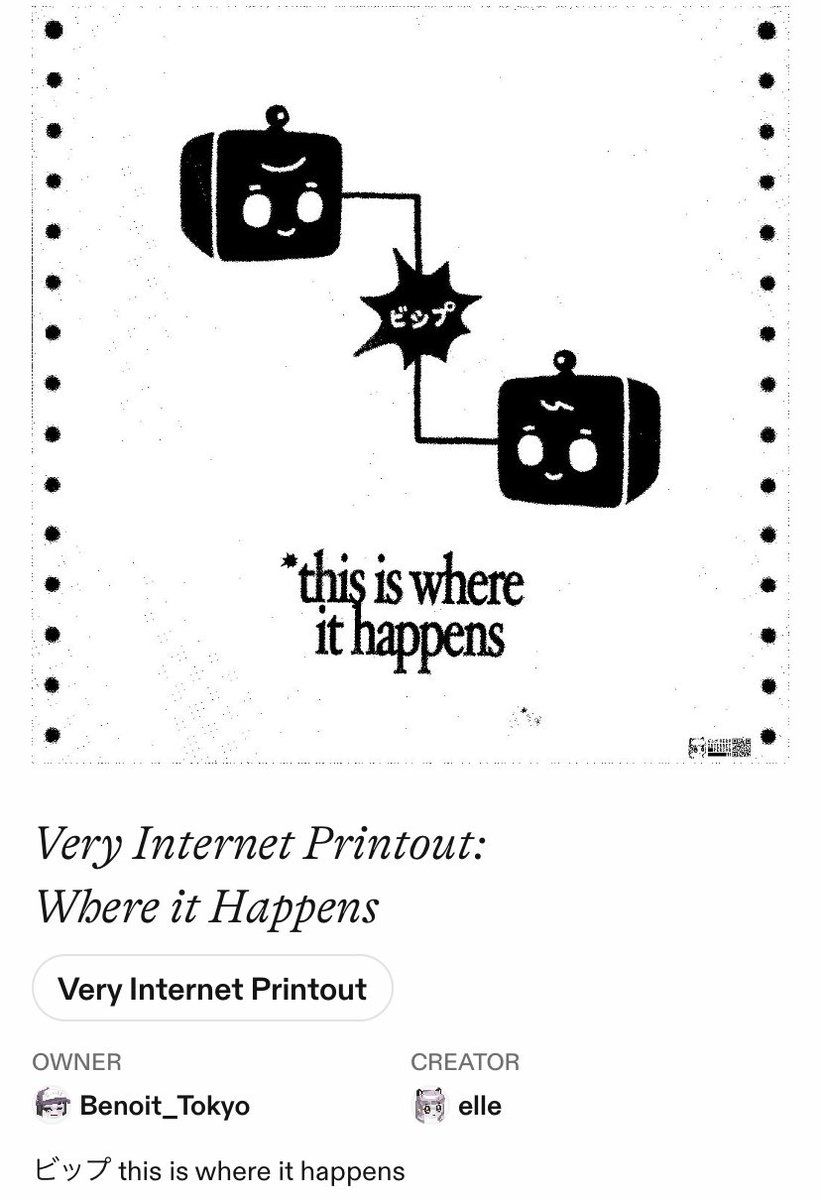 ビップ
*this is where
it happens
Very Internet Printout:
Where it Happens
Very Internet Printout
OWNER
CREATOR
Benoit_Tokyo
elle
ビップ this is where it happens